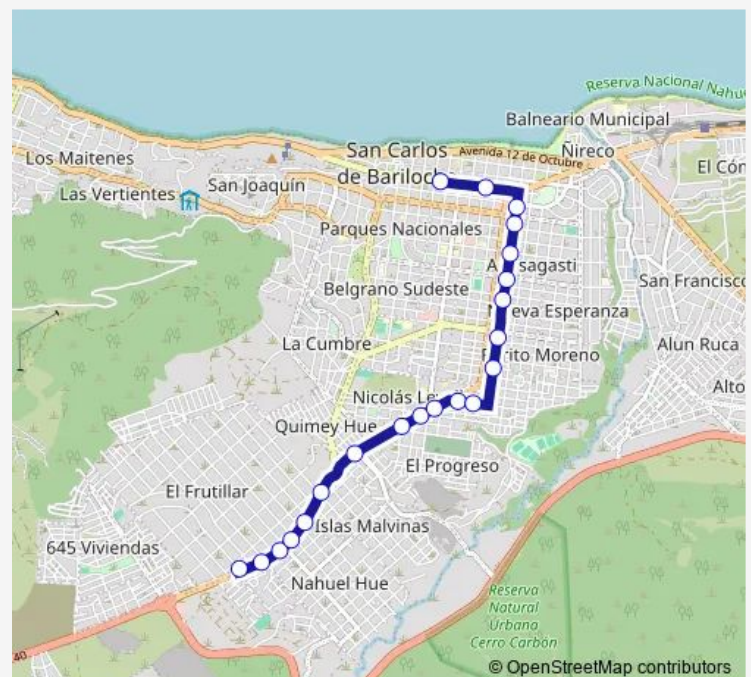 Reserva Nacional Nahu
Balneario Municipal
San Carlos
de Bariloc
Avenida 12 de Octubre
Ñireco
Los Maitenes
El Cón
San Joaquín
Las Vertientes
Parques Nacionales
San Francisco
Belgrano Sudeste
eva Esperanza
La Cumbre
rito Moreno
Alun Ruca
Nicolás Le
Alto
Quimey Hue
El Progreso
El Frutillar
Islas Malvinas
645 Viviendas
Nahuel Hue
Reserva
Natural
Urbana
Cerro Carbón
40
© OpenStreetMap contributors